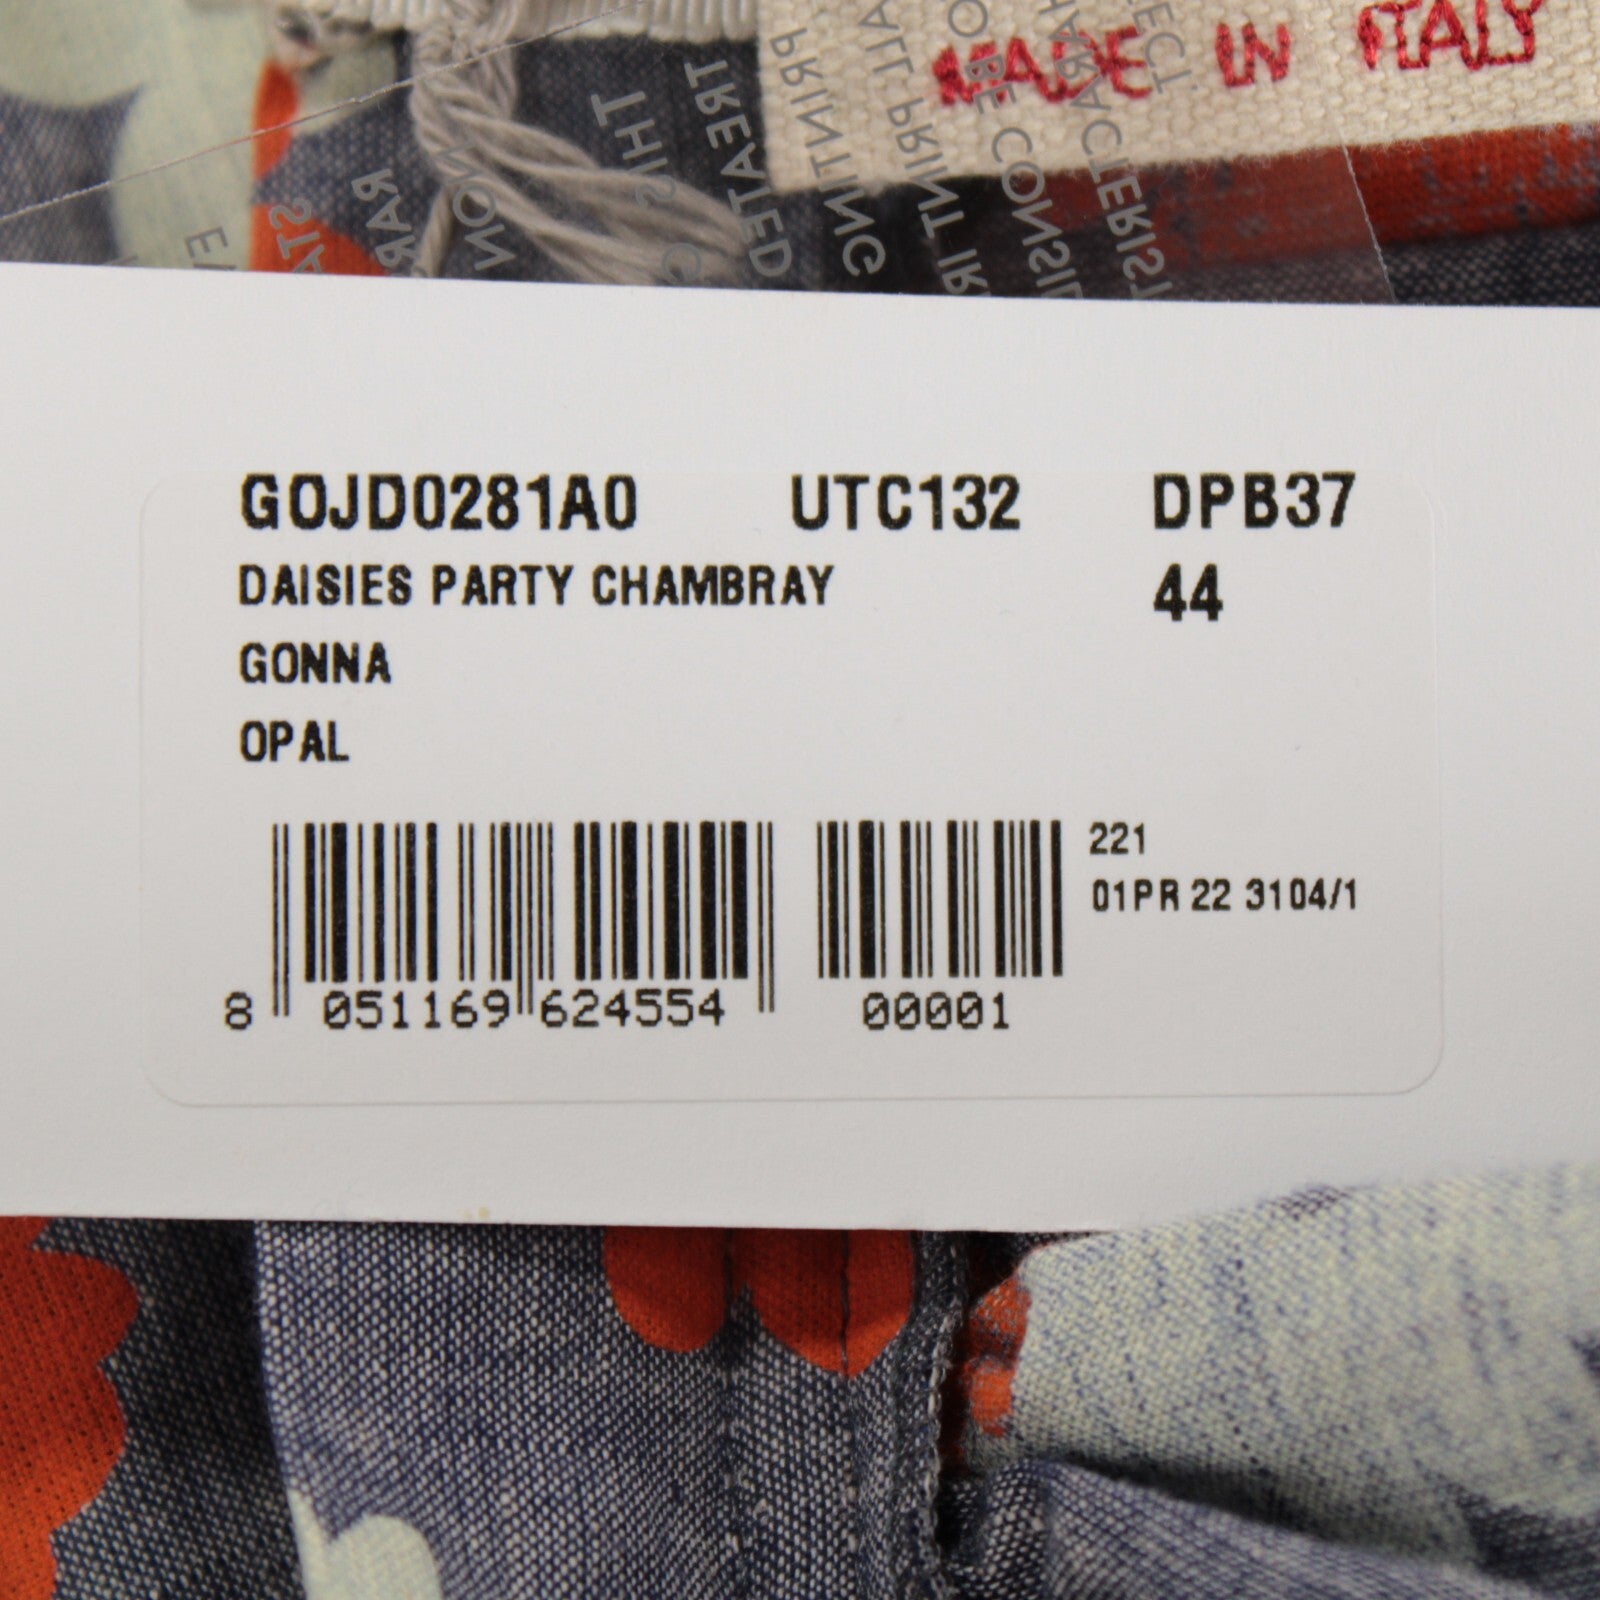 MADE IN ITALY
GOJD0281A0 UTC132 DPB37
DAISIES PARTY CHAMBRAY 44
GONNA
OPAL
221
01PR 22 3104/1
8 051169 624554 00001